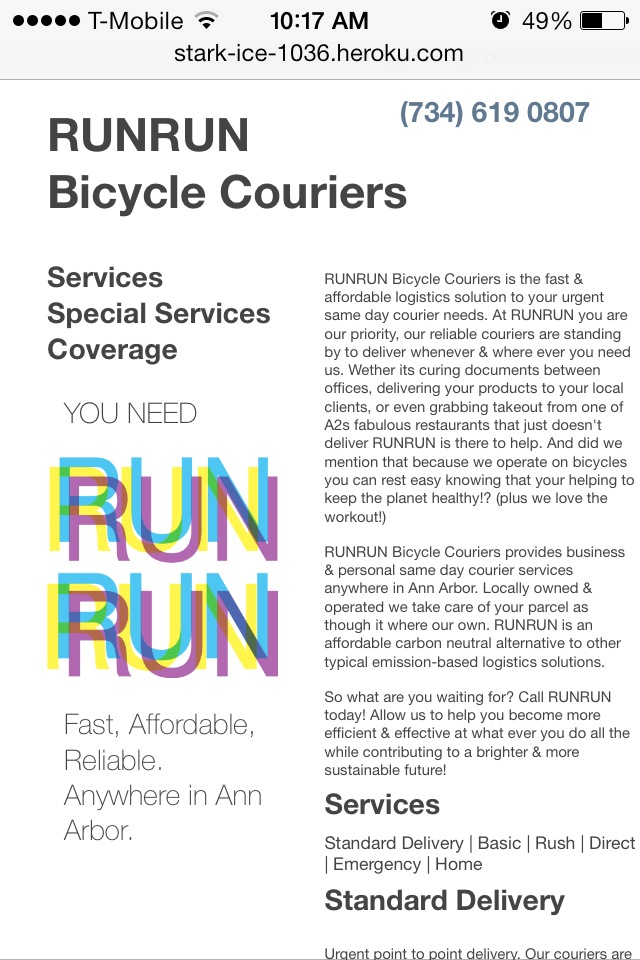 T-Mobile 10:17 AM 49%
stark-ice-1036.heroku.com
(734) 619 0807
RUNRUN
Bicycle Couriers
Services
Special Services
Coverage
YOU NEED
RUN
RUN
Fast, Affordable,
Reliable.
Anywhere in Ann
Arbor.
RUNRUN Bicycle Couriers is the fast &
affordable logistics solution to your urgent
same day courier needs. At RUNRUN you are
our priority, our reliable couriers are standing
by to deliver whenever & where ever you need
us. Wether its curing documents between
offices, delivering your products to your local
clients, or even grabbing takeout from one of
A2s fabulous restaurants that just doesn't
deliver RUNRUN is there to help. And did we
mention that because we operate on bicycles
you can rest easy knowing that your helping to
keep the planet healthy!? (plus we love the
workout!)
RUNRUN Bicycle Couriers provides business
& personal same day courier services
anywhere in Ann Arbor. Locally owned &
operated we take care of your parcel as
though it where our own. RUNRUN is an
affordable carbon neutral alternative to other
typical emission-based logistics solutions.
So what are you waiting for? Call RUNRUN
today! Allow us to help you become more
efficient & effective at what ever you do all the
while contributing to a brighter & more
sustainable future!
Services
Standard Delivery | Basic | Rush | Direct
| Emergency | Home
Standard Delivery
Urgent point to point delivery. Our couriers are